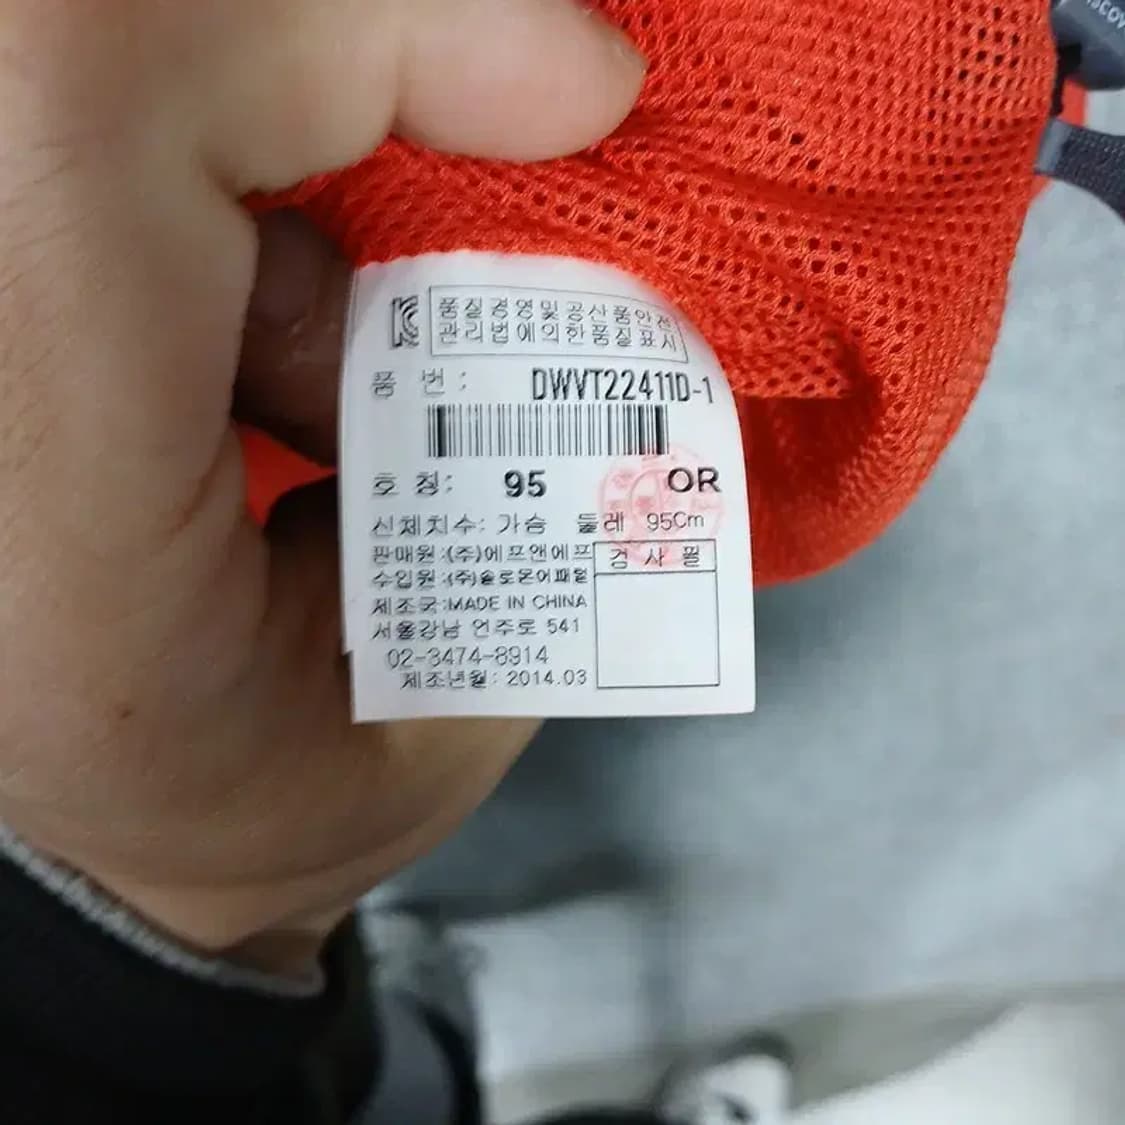 품질경영및공산품안전
관리법에의한품질표시
품 번 : DWVT22411D-1
호 칭: 95 OR
신체치수: 가슴 둘레 95Cm
판매원:(주)에프앤에프
수입원:(주)솔로몬어패럴
검 사 필
제조국:MADE IN CHINA
서울강남 언주로 541
02-3474-8914
제조년월: 2014.03